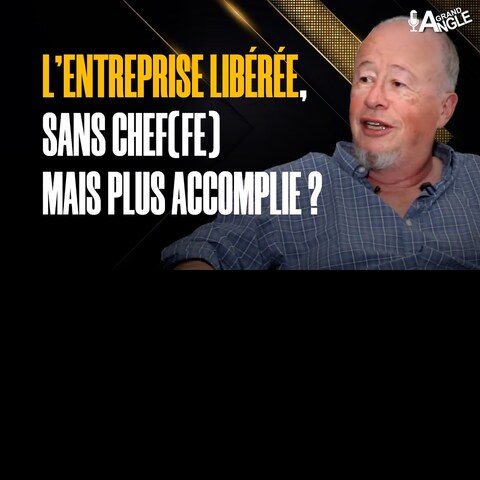 GRAND
ANGLE
L'ENTREPRISE LIBÉRÉE,
SANS CHEF(FE)
MAIS PLUS ACCOMPLIE ?